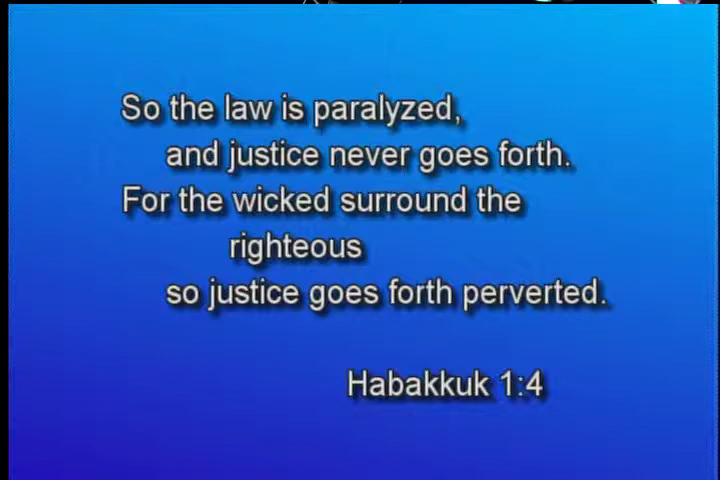 So the law is paralyzed,
and justice never goes forth.
For the wicked surround the
righteous
so justice goes forth perverted.
Habakkuk 1:4